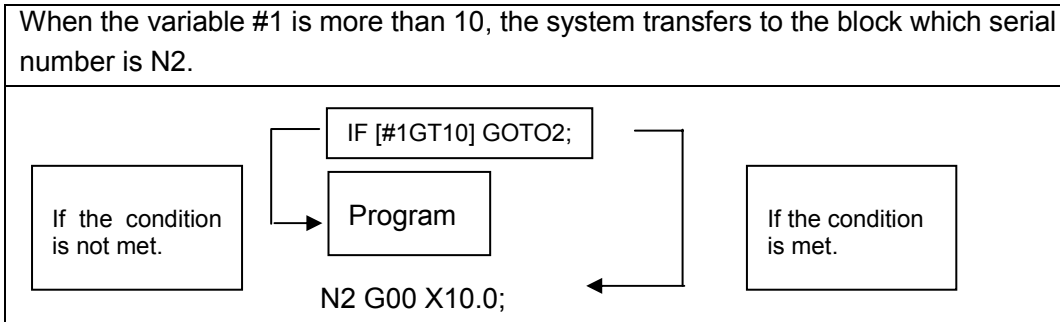 When the variable #1 is more than 10, the system transfers to the block which serial
number is N2.
IF [#1GT10] GOTO2;
If the condition
is not met.
Program
If the condition
is met.
N2 G00 X10.0;